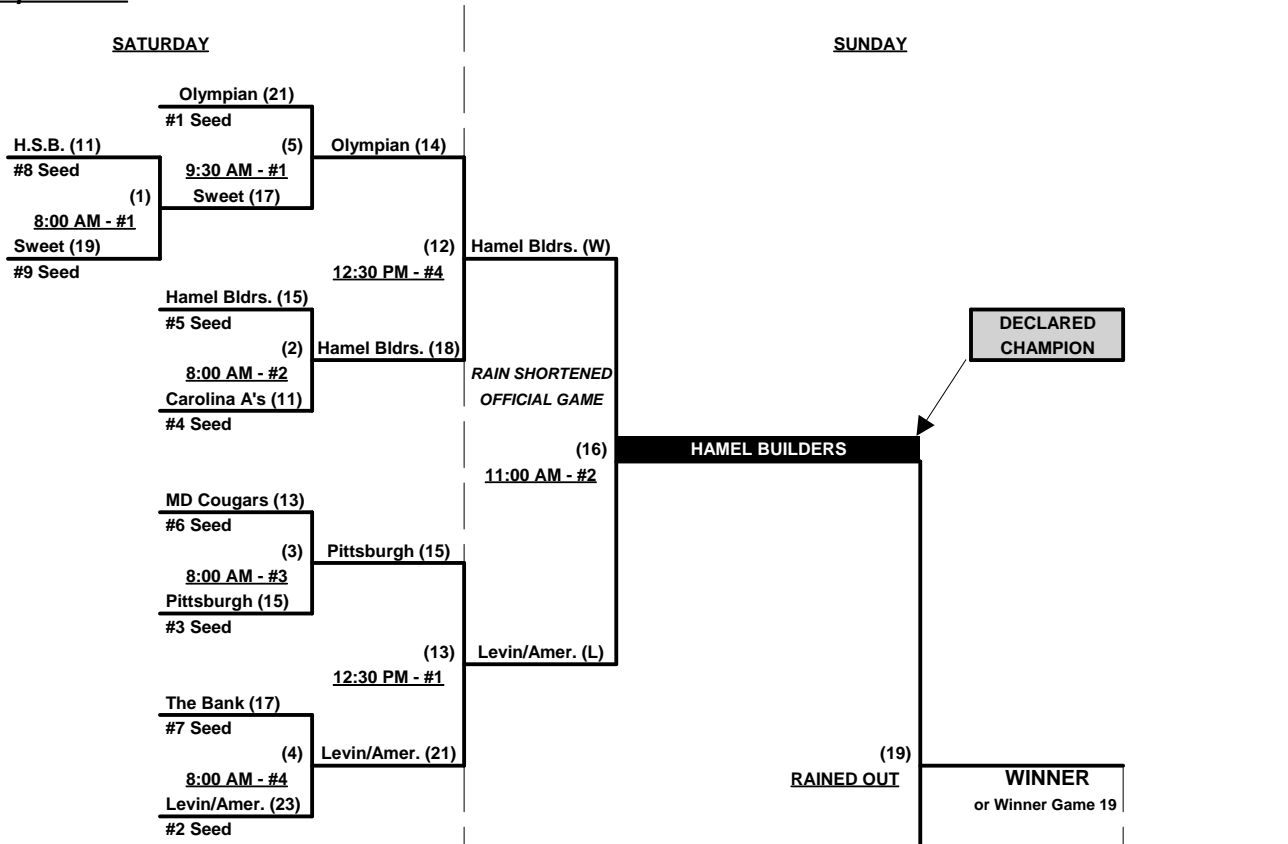 SATURDAY
SUNDAY
Olympian (21)
#1 Seed
H.S.B. (11)
(5)
Olympian (14)
#8 Seed
9:30 AM - #1
(1)
Sweet (17)
8:00 AM - #1
Sweet (19)
(12)
Hamel Bldrs. (W)
#9 Seed
12:30 PM - #4
Hamel Bldrs. (15)
#5 Seed
DECLARED
CHAMPION
(2)
Hamel Bldrs. (18)
8:00 AM - #2
RAIN SHORTENED
OFFICIAL GAME
Carolina A's (11)
#4 Seed
(16)
HAMEL BUILDERS
11:00 AM - #2
MD Cougars (13)
#6 Seed
(3)
Pittsburgh (15)
8:00 AM - #3
Pittsburgh (15)
#3 Seed
(13)
Levin/Amer. (L)
12:30 PM - #1
The Bank (17)
#7 Seed
(4)
Levin/Amer. (21)
(19)
8:00 AM - #4
RAINED OUT
WINNER
Levin/Amer. (23)
or Winner Game 19
#2 Seed